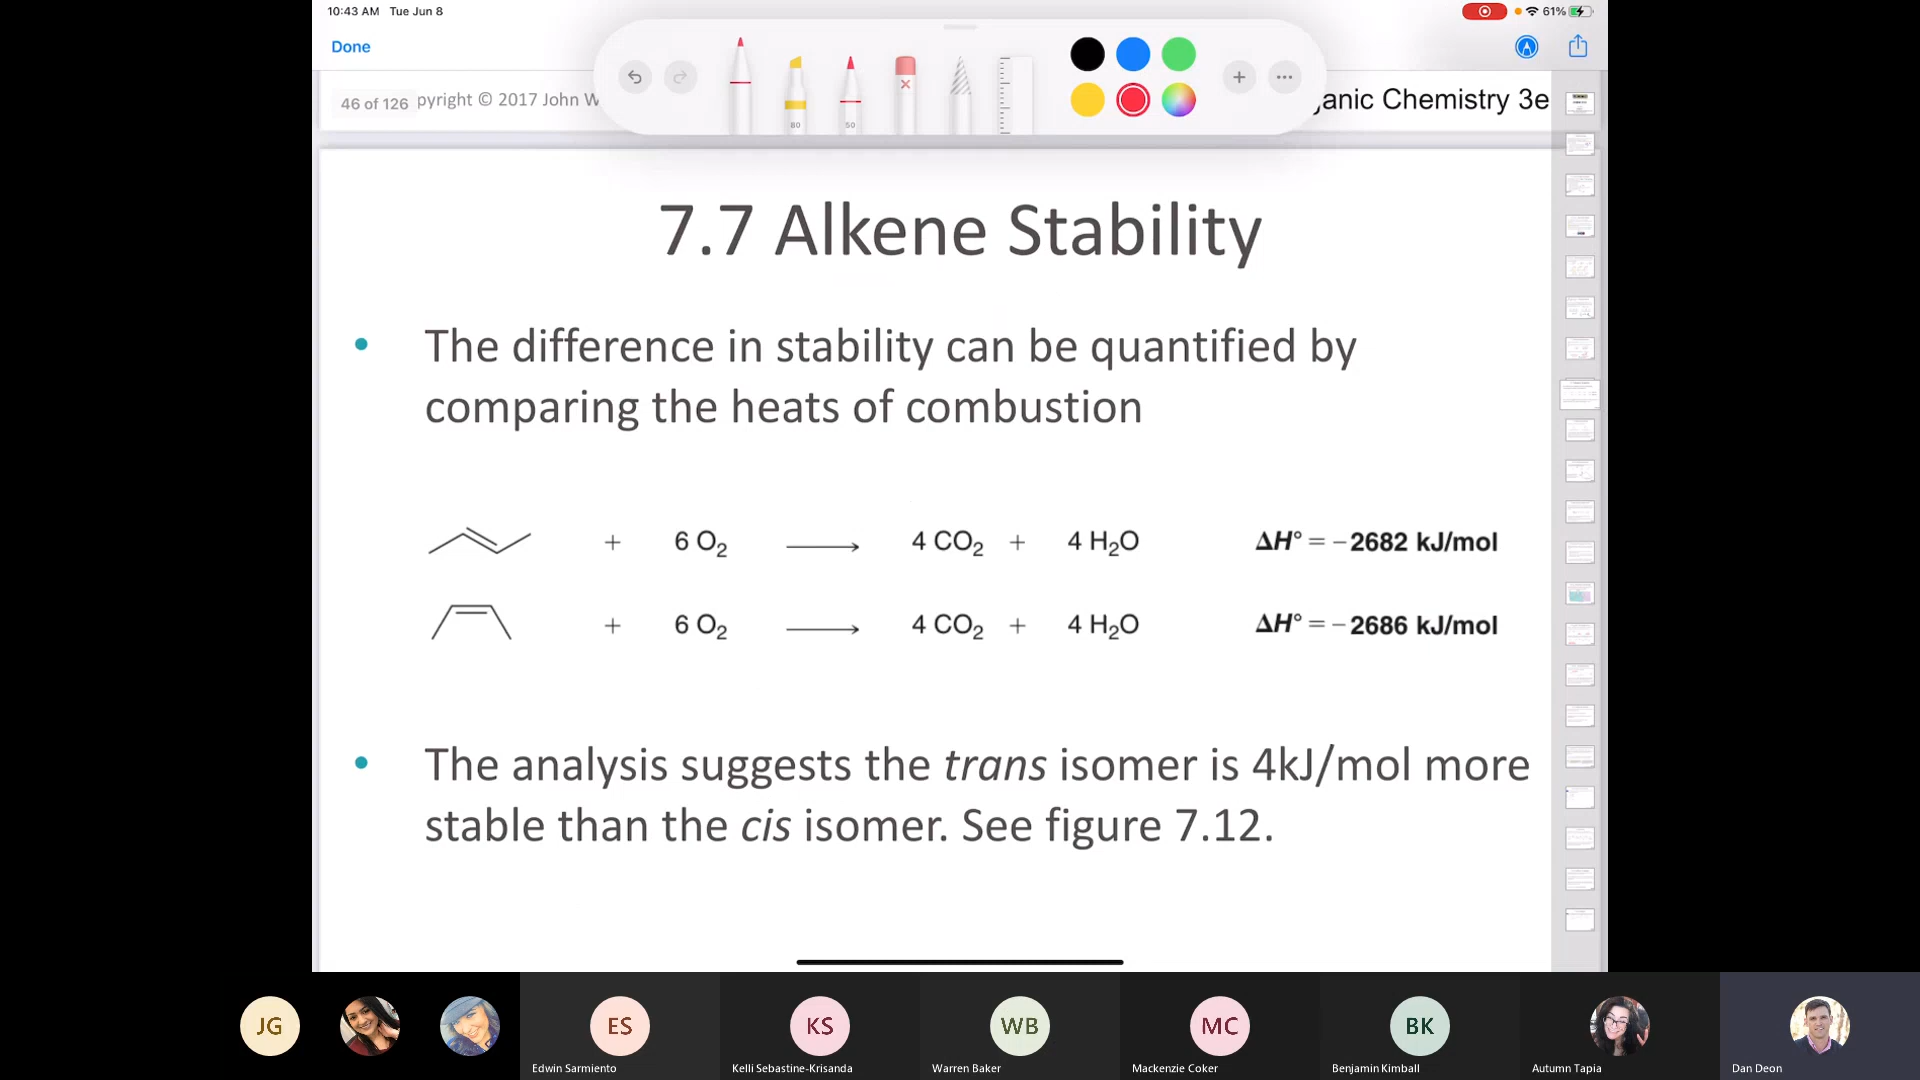 10:43 AM Tue Jun 8
61%
Done
46 of 126
pyright © 2017 John W
ganic Chemistry 3e
80
50
7.7 Alkene Stability
• The difference in stability can be quantified by
comparing the heats of combustion
+ 6 O₂ ⟶ 4 CO₂ + 4 H₂O ΔH° = −2682 kJ/mol
+ 6 O₂ ⟶ 4 CO₂ + 4 H₂O ΔH° = −2686 kJ/mol
• The analysis suggests the trans isomer is 4kJ/mol more
stable than the cis isomer. See figure 7.12.
JG
ES
KS
WB
MC
BK
Edwin Sarmiento
Kelli Sebastine-Krisanda
Warren Baker
Mackenzie Coker
Benjamin Kimball
Autumn Tapia
Dan Deon